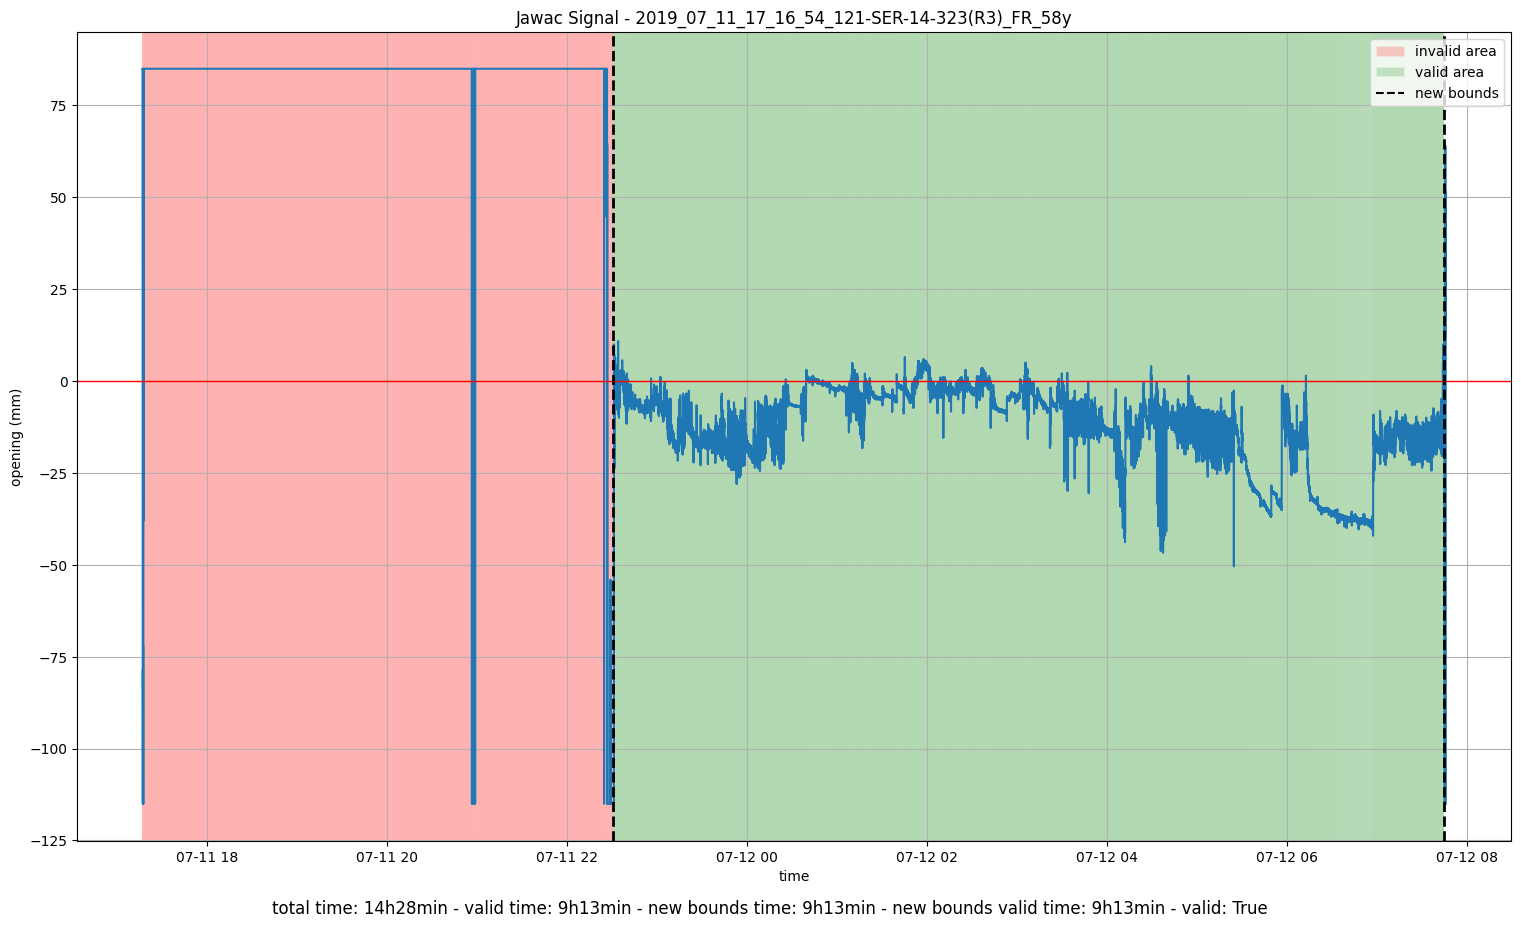 Jawac Signal - 2019_07_11_17_16_54_121-SER-14-323(R3)_FR_58y
invalid area
valid area
new bounds
opening (mm)
75
50
25
0
−25
−50
−75
−100
−125
07-11 18
07-11 20
07-11 22
07-12 00
07-12 02
07-12 04
07-12 06
07-12 08
time
total time: 14h28min - valid time: 9h13min - new bounds time: 9h13min - new bounds valid time: 9h13min - valid: True